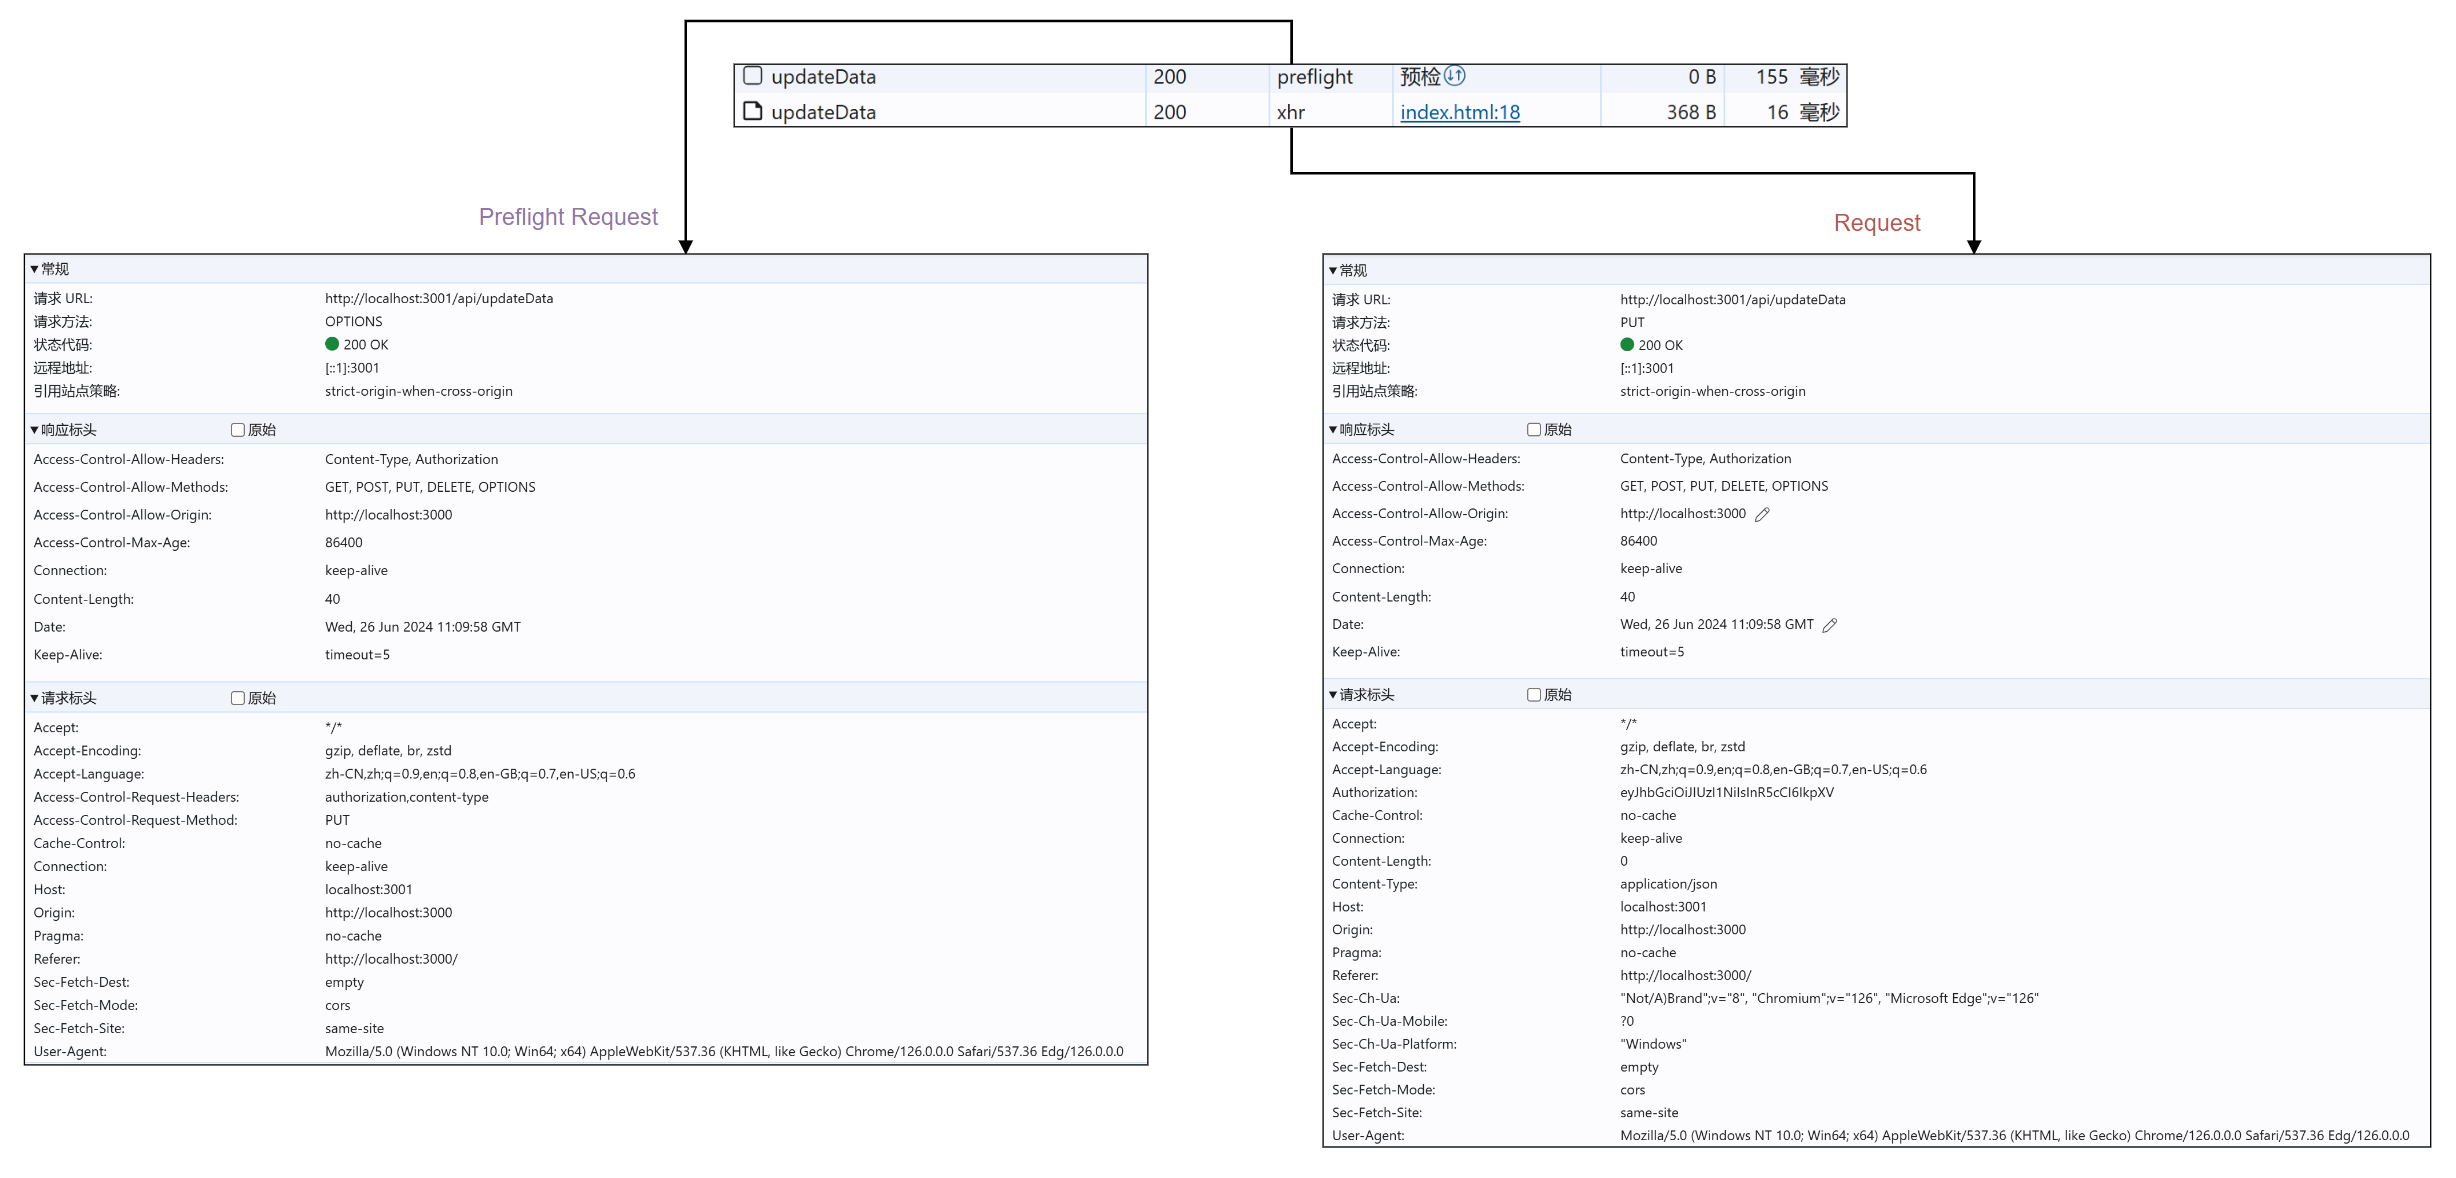 updateData 200 preflight 预检 0 B 155 毫秒
updateData 200 xhr index.html:18 368 B 16 毫秒
Preflight Request
常规
请求 URL: http://localhost:3001/api/updateData
请求方法: OPTIONS
状态代码: 200 OK
远程地址: [::1]:3001
引用站点策略: strict-origin-when-cross-origin
响应标头 原始
Access-Control-Allow-Headers: Content-Type, Authorization
Access-Control-Allow-Methods: GET, POST, PUT, DELETE, OPTIONS
Access-Control-Allow-Origin: http://localhost:3000
Access-Control-Max-Age: 86400
Connection: keep-alive
Content-Length: 40
Date: Wed, 26 Jun 2024 11:09:58 GMT
Keep-Alive: timeout=5
请求标头 原始
Accept: */*
Accept-Encoding: gzip, deflate, br, zstd
Accept-Language: zh-CN,zh;q=0.9,en;q=0.8,en-GB;q=0.7,en-US;q=0.6
Access-Control-Request-Headers: authorization,content-type
Access-Control-Request-Method: PUT
Cache-Control: no-cache
Connection: keep-alive
Host: localhost:3001
Origin: http://localhost:3000
Pragma: no-cache
Referer: http://localhost:3000/
Sec-Fetch-Dest: empty
Sec-Fetch-Mode: cors
Sec-Fetch-Site: same-site
User-Agent: Mozilla/5.0 (Windows NT 10.0; Win64; x64) AppleWebKit/537.36 (KHTML, like Gecko) Chrome/126.0.0.0 Safari/537.36 Edg/126.0.0.0
Request
常规
请求 URL: http://localhost:3001/api/updateData
请求方法: PUT
状态代码: 200 OK
远程地址: [::1]:3001
引用站点策略: strict-origin-when-cross-origin
响应标头 原始
Access-Control-Allow-Headers: Content-Type, Authorization
Access-Control-Allow-Methods: GET, POST, PUT, DELETE, OPTIONS
Access-Control-Allow-Origin: http://localhost:3000
Access-Control-Max-Age: 86400
Connection: keep-alive
Content-Length: 40
Date: Wed, 26 Jun 2024 11:09:58 GMT
Keep-Alive: timeout=5
请求标头 原始
Accept: */*
Accept-Encoding: gzip, deflate, br, zstd
Accept-Language: zh-CN,zh;q=0.9,en;q=0.8,en-GB;q=0.7,en-US;q=0.6
Authorization: eyJhbGciOiJIUzI1NiIsInR5cCI6IkpXV
Cache-Control: no-cache
Connection: keep-alive
Content-Length: 0
Content-Type: application/json
Host: localhost:3001
Origin: http://localhost:3000
Pragma: no-cache
Referer: http://localhost:3000/
Sec-Ch-Ua: "Not/A)Brand";v="8", "Chromium";v="126", "Microsoft Edge";v="126"
Sec-Ch-Ua-Mobile: ?0
Sec-Ch-Ua-Platform: "Windows"
Sec-Fetch-Dest: empty
Sec-Fetch-Mode: cors
Sec-Fetch-Site: same-site
User-Agent: Mozilla/5.0 (Windows NT 10.0; Win64; x64) AppleWebKit/537.36 (KHTML, like Gecko) Chrome/126.0.0.0 Safari/537.36 Edg/126.0.0.0